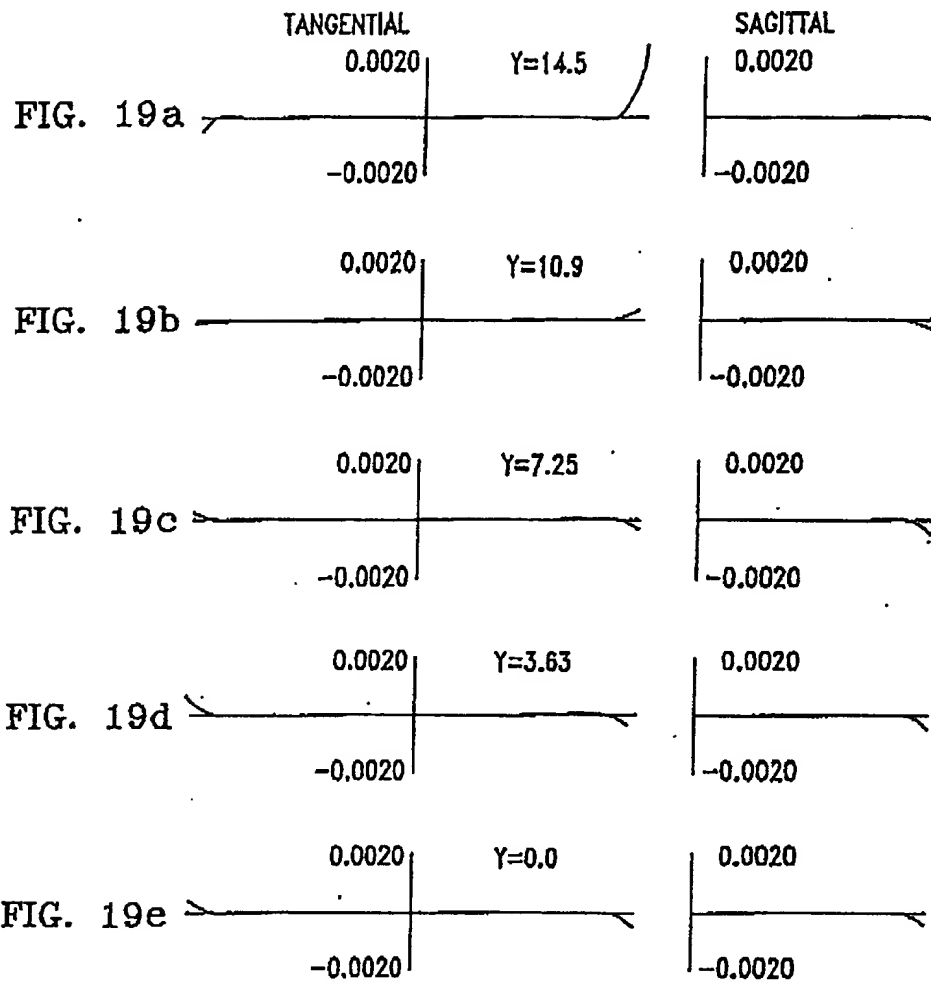 TANGENTIAL SAGITTAL
0.0020 Y=14.5 0.0020
FIG. 19a
-0.0020 -0.0020
0.0020 Y=10.9 0.0020
FIG. 19b
-0.0020 -0.0020
0.0020 Y=7.25 0.0020
FIG. 19c
-0.0020 -0.0020
0.0020 Y=3.63 0.0020
FIG. 19d
-0.0020 -0.0020
0.0020 Y=0.0 0.0020
FIG. 19e
-0.0020 -0.0020